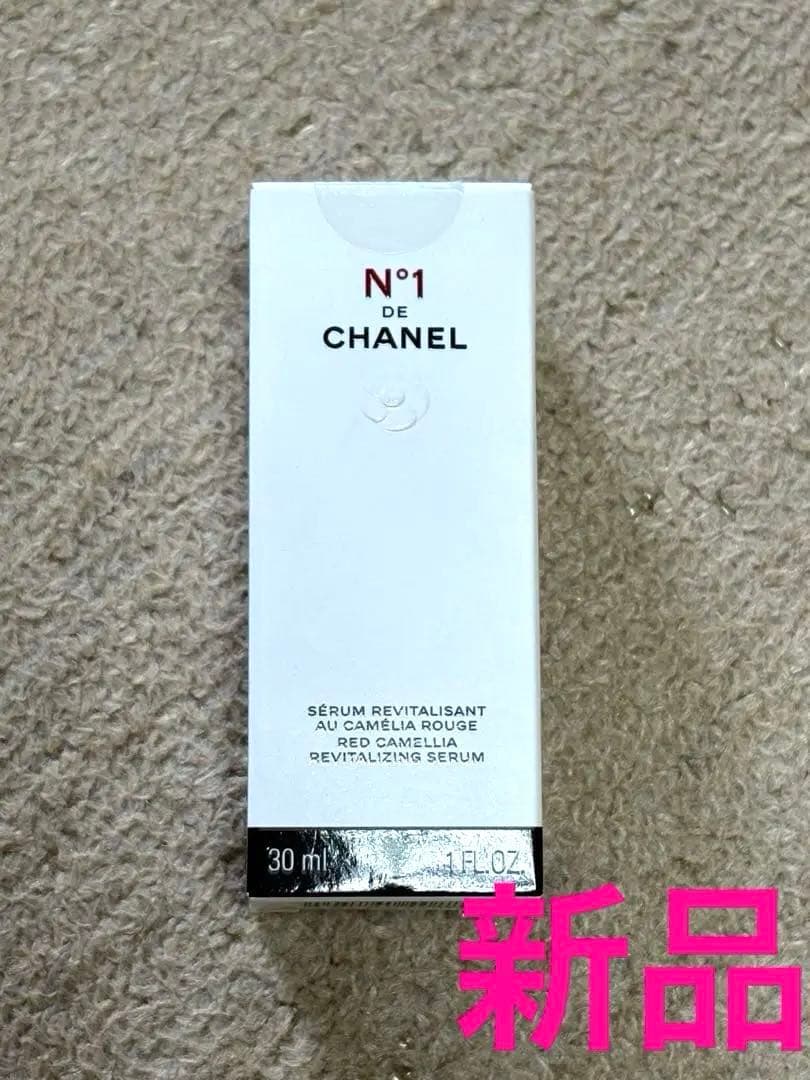 N°1
DE
CHANEL
SÉRUM REVITALISANT
AU CAMÉLIA ROUGE
RED CAMELLIA
REVITALIZING SERUM
30 ml
1 FL.OZ.
新品